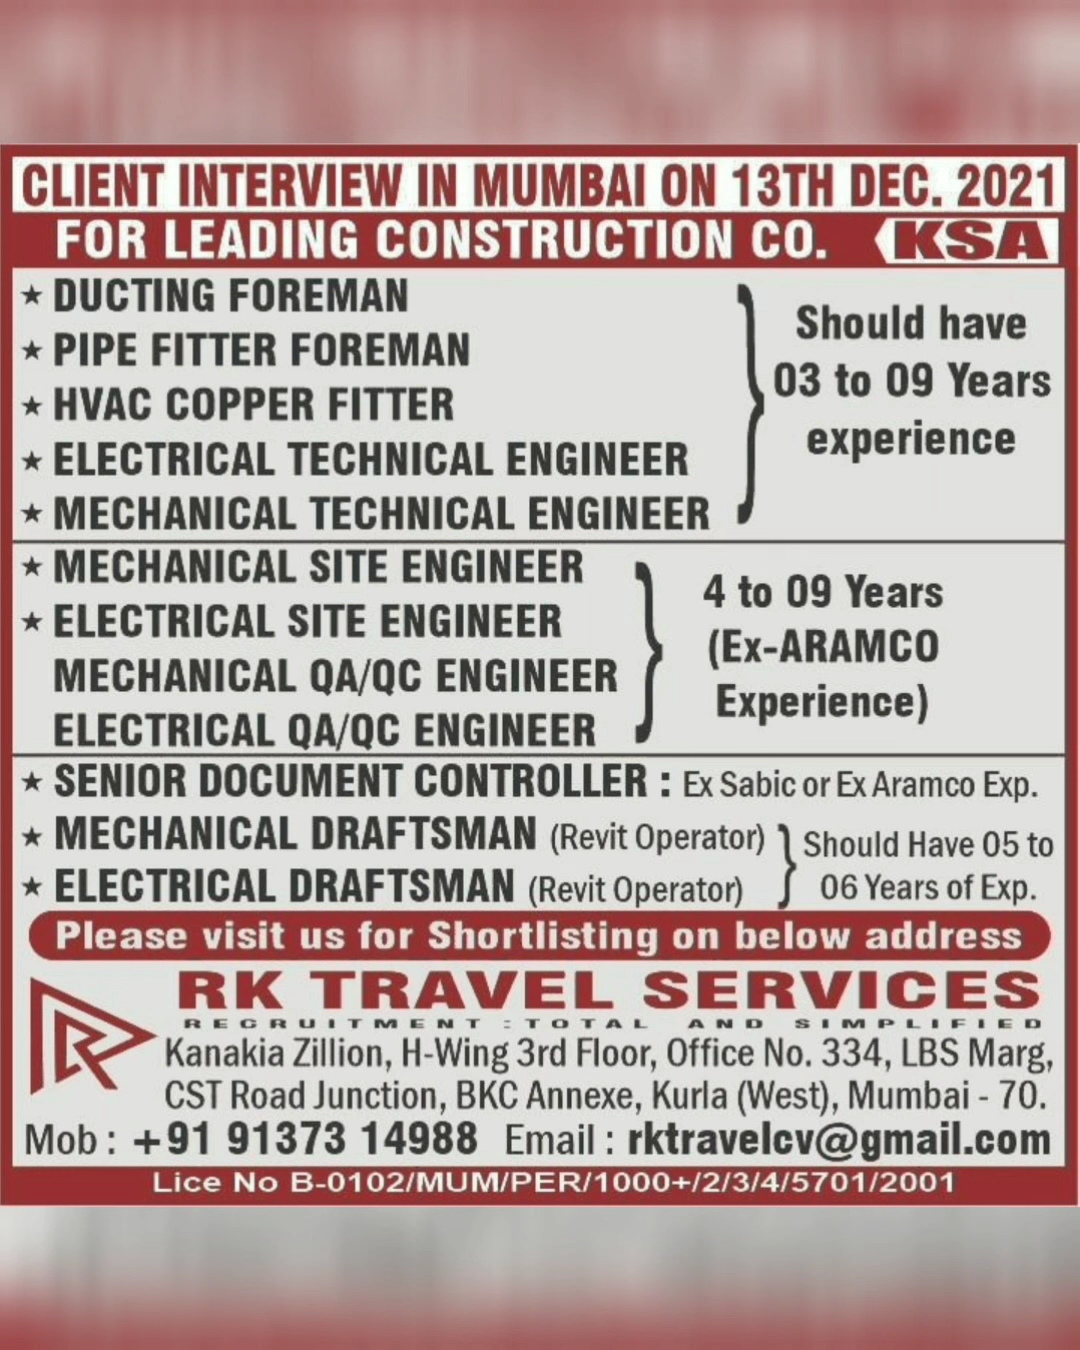 CLIENT INTERVIEW IN MUMBAI ON 13TH DEC. 2021
FOR LEADING CONSTRUCTION CO. KSA
★ DUCTING FOREMAN
★ PIPE FITTER FOREMAN
★ HVAC COPPER FITTER
★ ELECTRICAL TECHNICAL ENGINEER
★ MECHANICAL TECHNICAL ENGINEER
Should have
03 to 09 Years
experience
★ MECHANICAL SITE ENGINEER
★ ELECTRICAL SITE ENGINEER
MECHANICAL QA/QC ENGINEER
ELECTRICAL QA/QC ENGINEER
4 to 09 Years
(Ex-ARAMCO
Experience)
★ SENIOR DOCUMENT CONTROLLER : Ex Sabic or Ex Aramco Exp.
★ MECHANICAL DRAFTSMAN (Revit Operator)
★ ELECTRICAL DRAFTSMAN (Revit Operator)
Should Have 05 to
06 Years of Exp.
Please visit us for Shortlisting on below address
RK TRAVEL SERVICES
RECRUITMENT : TOTAL AND SIMPLIFIED
Kanakia Zillion, H-Wing 3rd Floor, Office No. 334, LBS Marg,
CST Road Junction, BKC Annexe, Kurla (West), Mumbai - 70.
Mob : +91 91373 14988 Email : rktravelcv@gmail.com
Lice No B-0102/MUM/PER/1000+/2/3/4/5701/2001